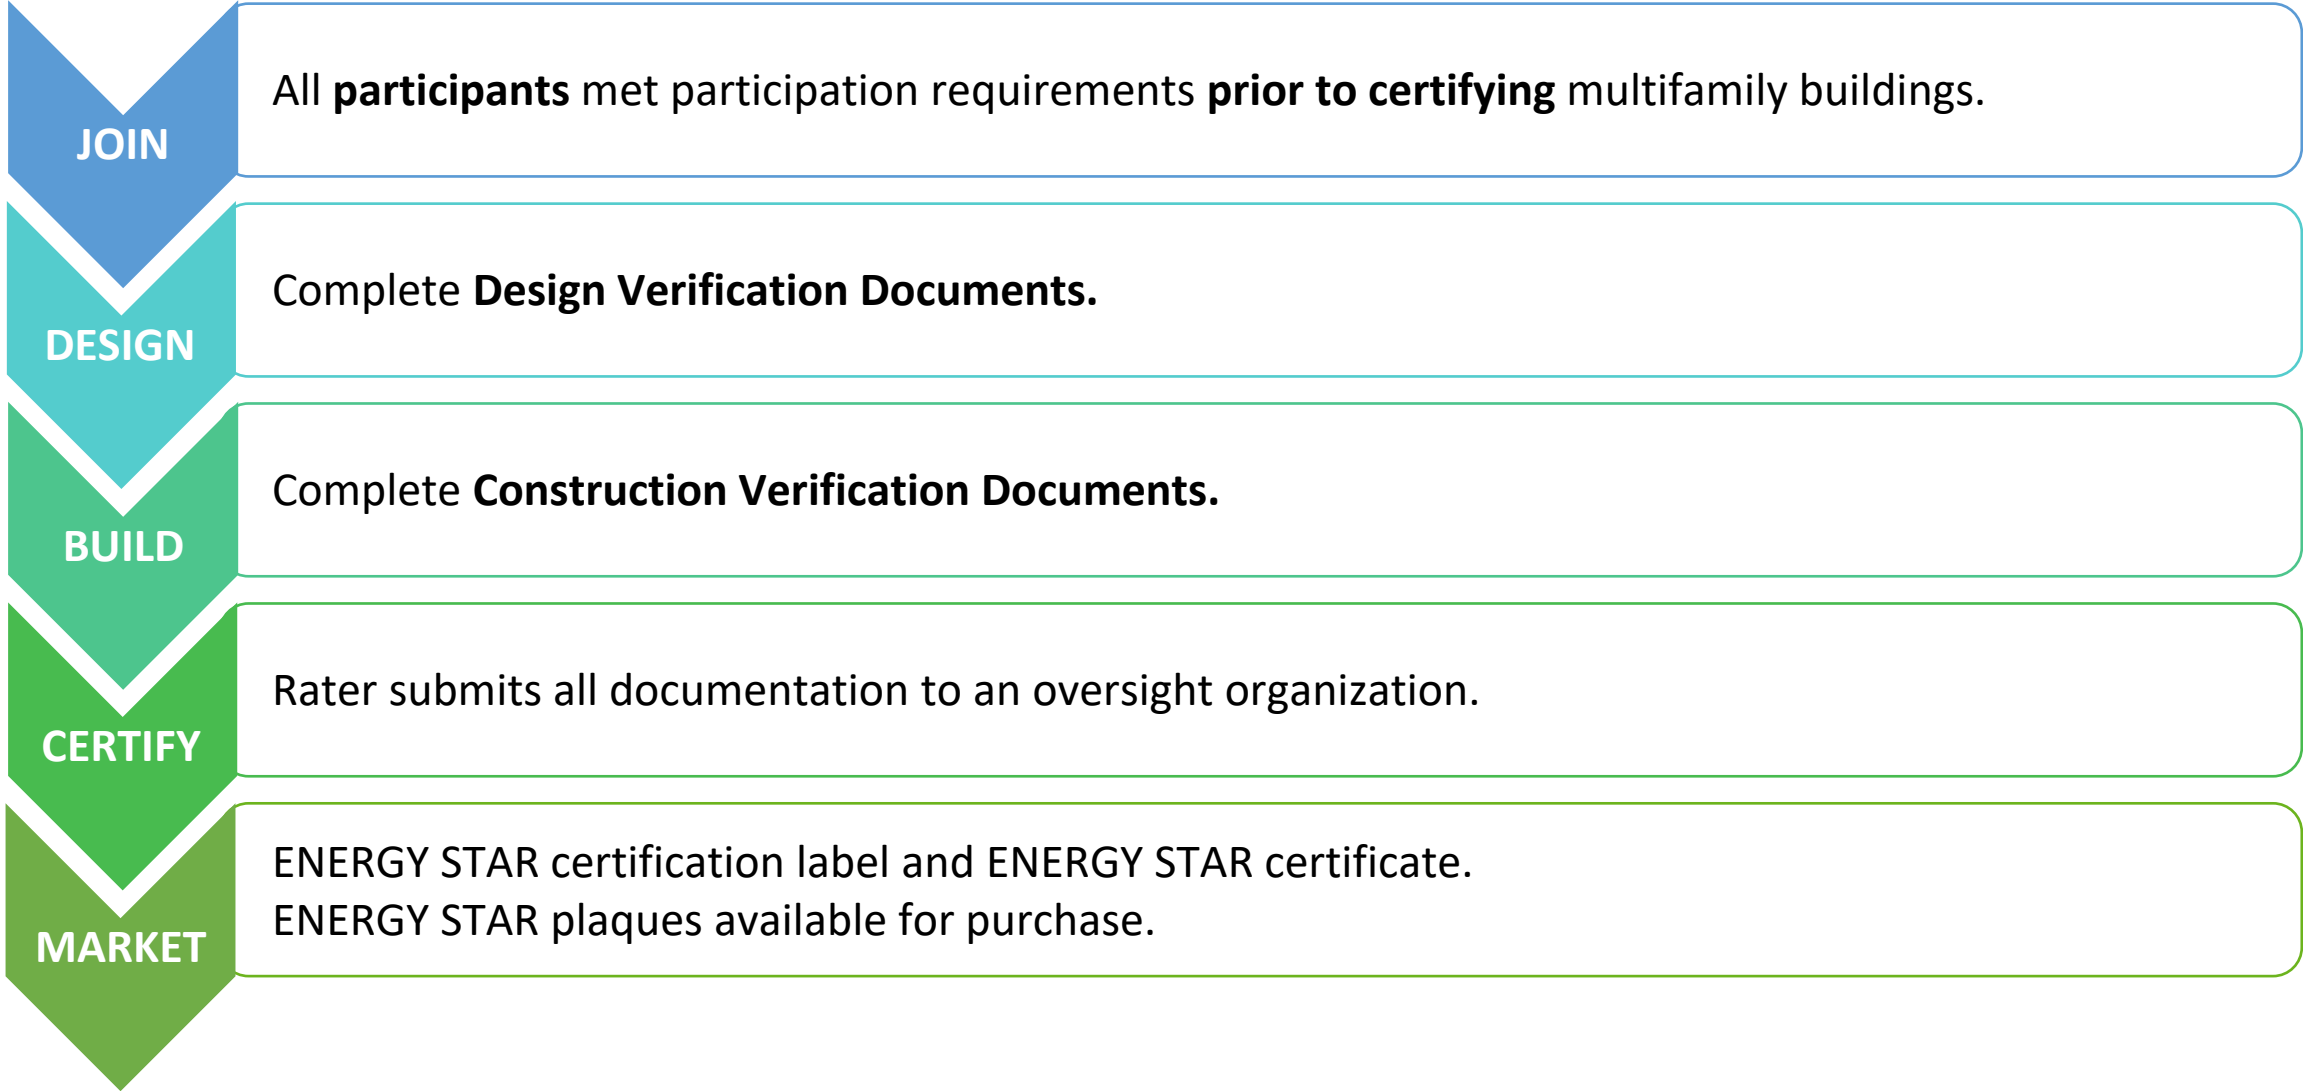 JOIN
All participants met participation requirements prior to certifying multifamily buildings.
DESIGN
Complete Design Verification Documents.
BUILD
Complete Construction Verification Documents.
CERTIFY
Rater submits all documentation to an oversight organization.
MARKET
ENERGY STAR certification label and ENERGY STAR certificate.
ENERGY STAR plaques available for purchase.